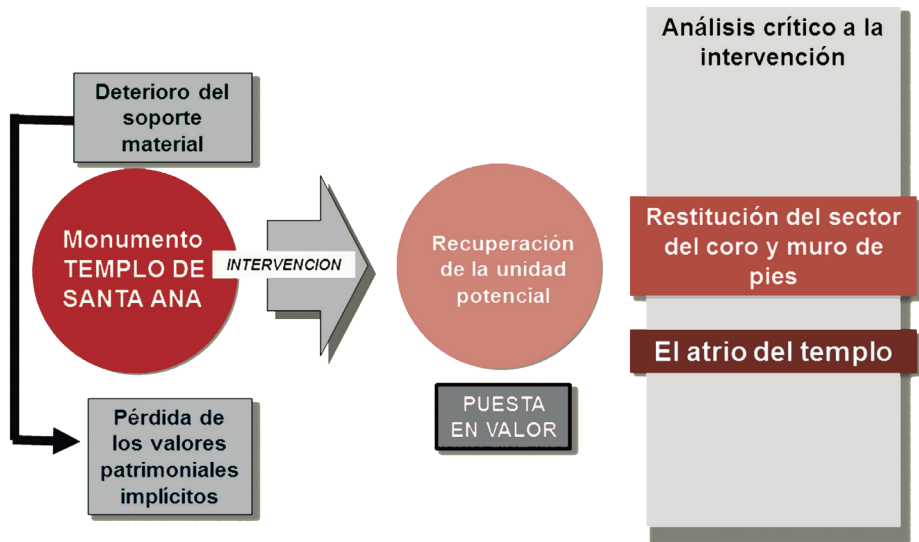 Deterioro del
soporte
material
Monumento
TEMPLO DE
SANTA ANA
Pérdida de
los valores
patrimoniales
implícitos
INTERVENCION
Recuperación
de la unidad
potencial
PUESTA
EN VALOR
Análisis crítico a la
intervención
Restitución del sector
del coro y muro de
pies
El atrio del templo